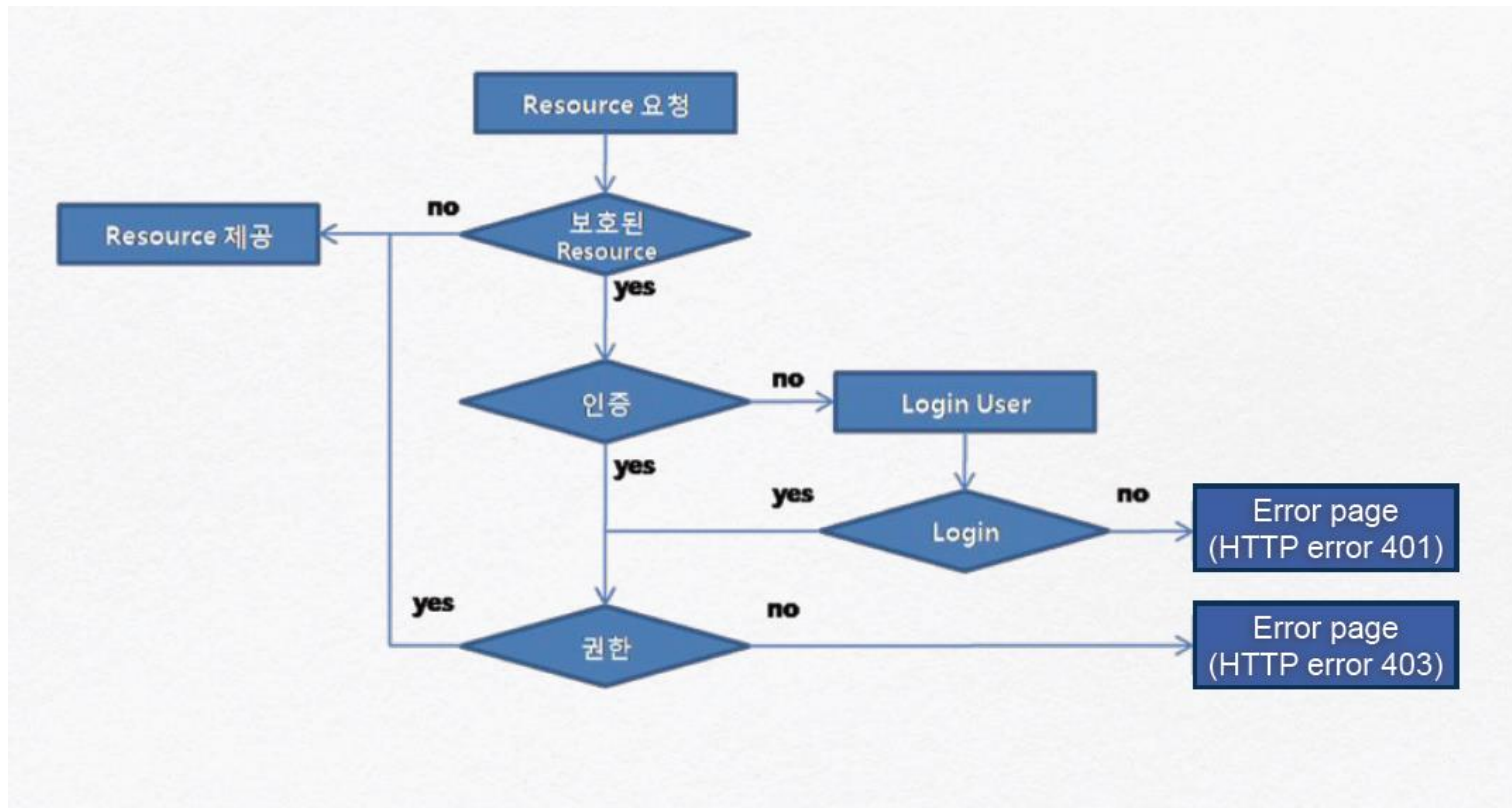 Resource 요청
no
보호된
Resource
Resource 제공
yes
인증
no
Login User
yes
yes
Login
no
Error page
(HTTP error 401)
yes
권한
no
Error page
(HTTP error 403)